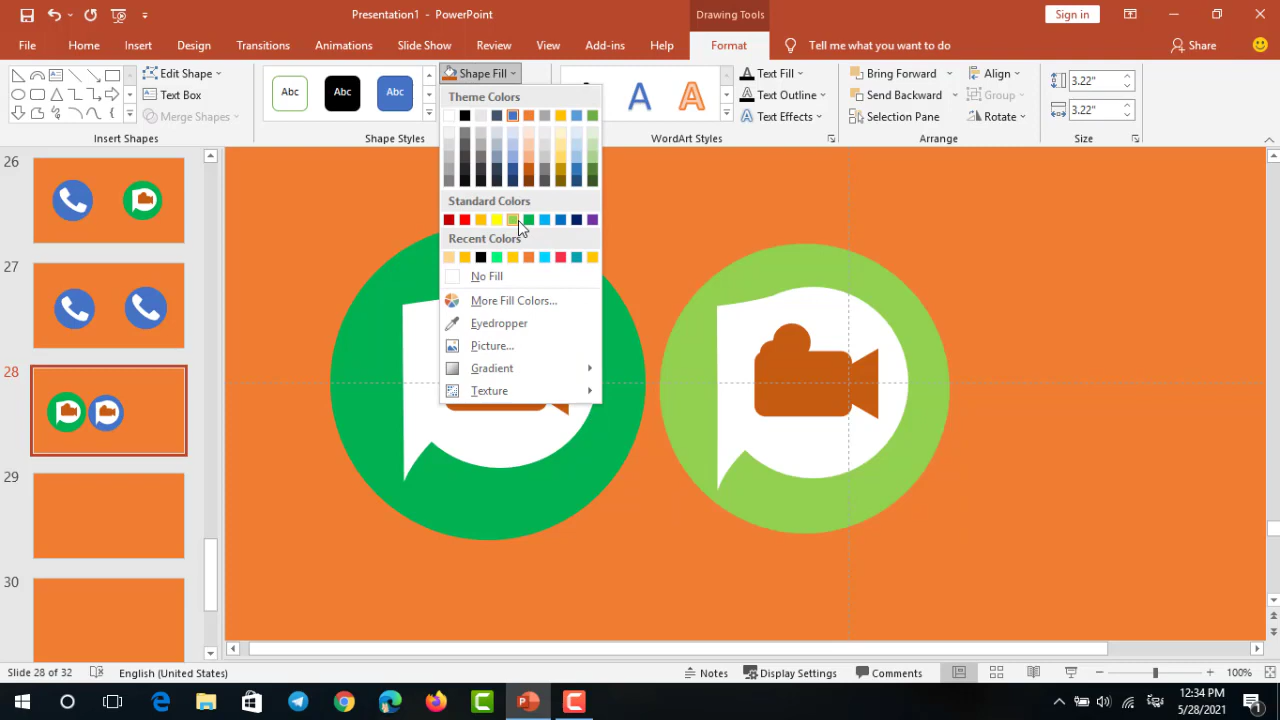 Presentation1 - PowerPoint
Drawing Tools
Sign in
File
Home
Insert
Design
Transitions
Animations
Slide Show
Review
View
Add-ins
Help
Format
Tell me what you want to do
Share
Edit Shape
Text Box
Merge Shapes
Insert Shapes
Abc
Abc
Abc
Shape Styles
Shape Fill
Theme Colors
Standard Colors
Recent Colors
No Fill
More Fill Colors...
Eyedropper
Picture...
Gradient
Texture
A
A
WordArt Styles
Text Fill
Text Outline
Text Effects
Bring Forward
Send Backward
Selection Pane
Align
Group
Rotate
Arrange
3.22"
3.22"
Size
26
27
28
29
30
Slide 28 of 32
English (United States)
Notes
Display Settings
Comments
100%
12:34 PM
5/28/2021
1